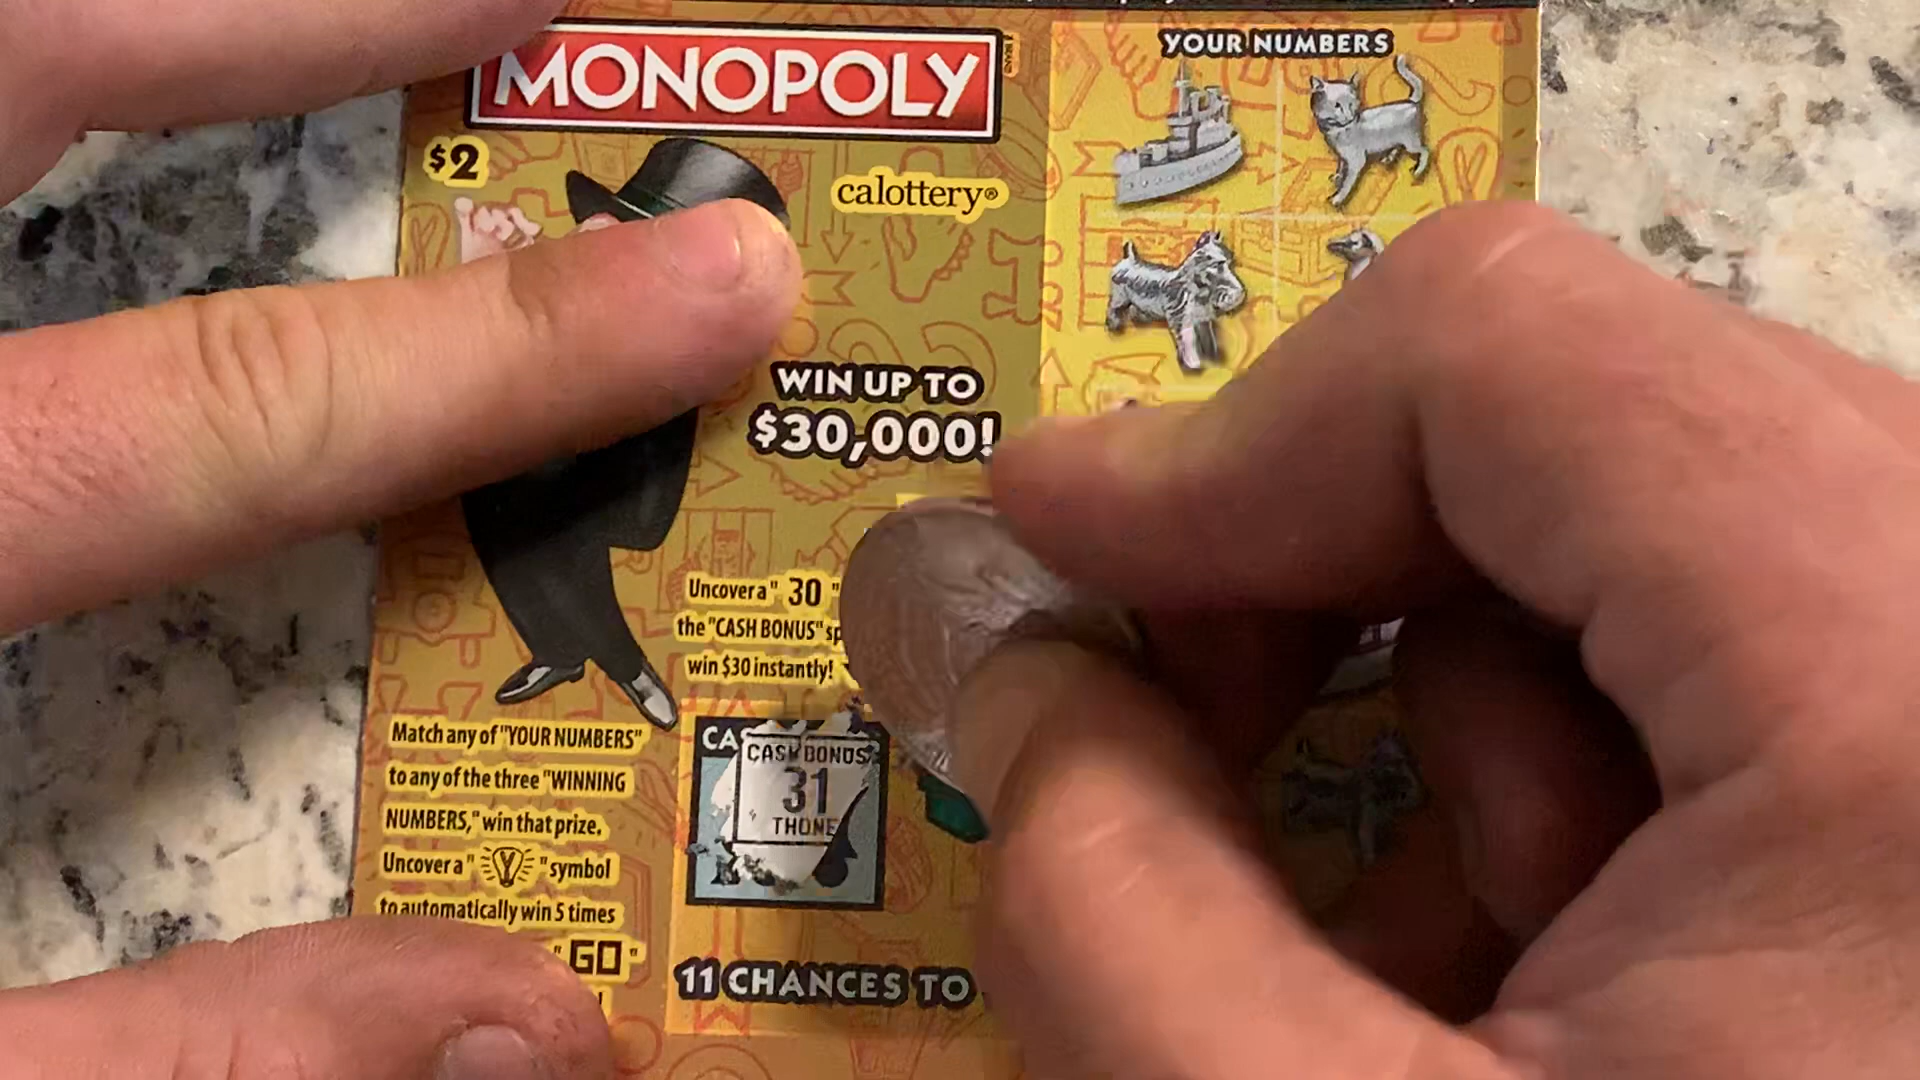 MONOPOLY
$2
calottery®
YOUR NUMBERS
WIN UP TO
$30,000!
Uncover a " 30 "
the "CASH BONUS"
win $30 instantly!
Match any of "YOUR NUMBERS"
to any of the three "WINNING
NUMBERS," win that prize.
Uncover a " " symbol
to automatically win 5 times
" GO "
CASH BONUS
31
THONE
11 CHANCES TO